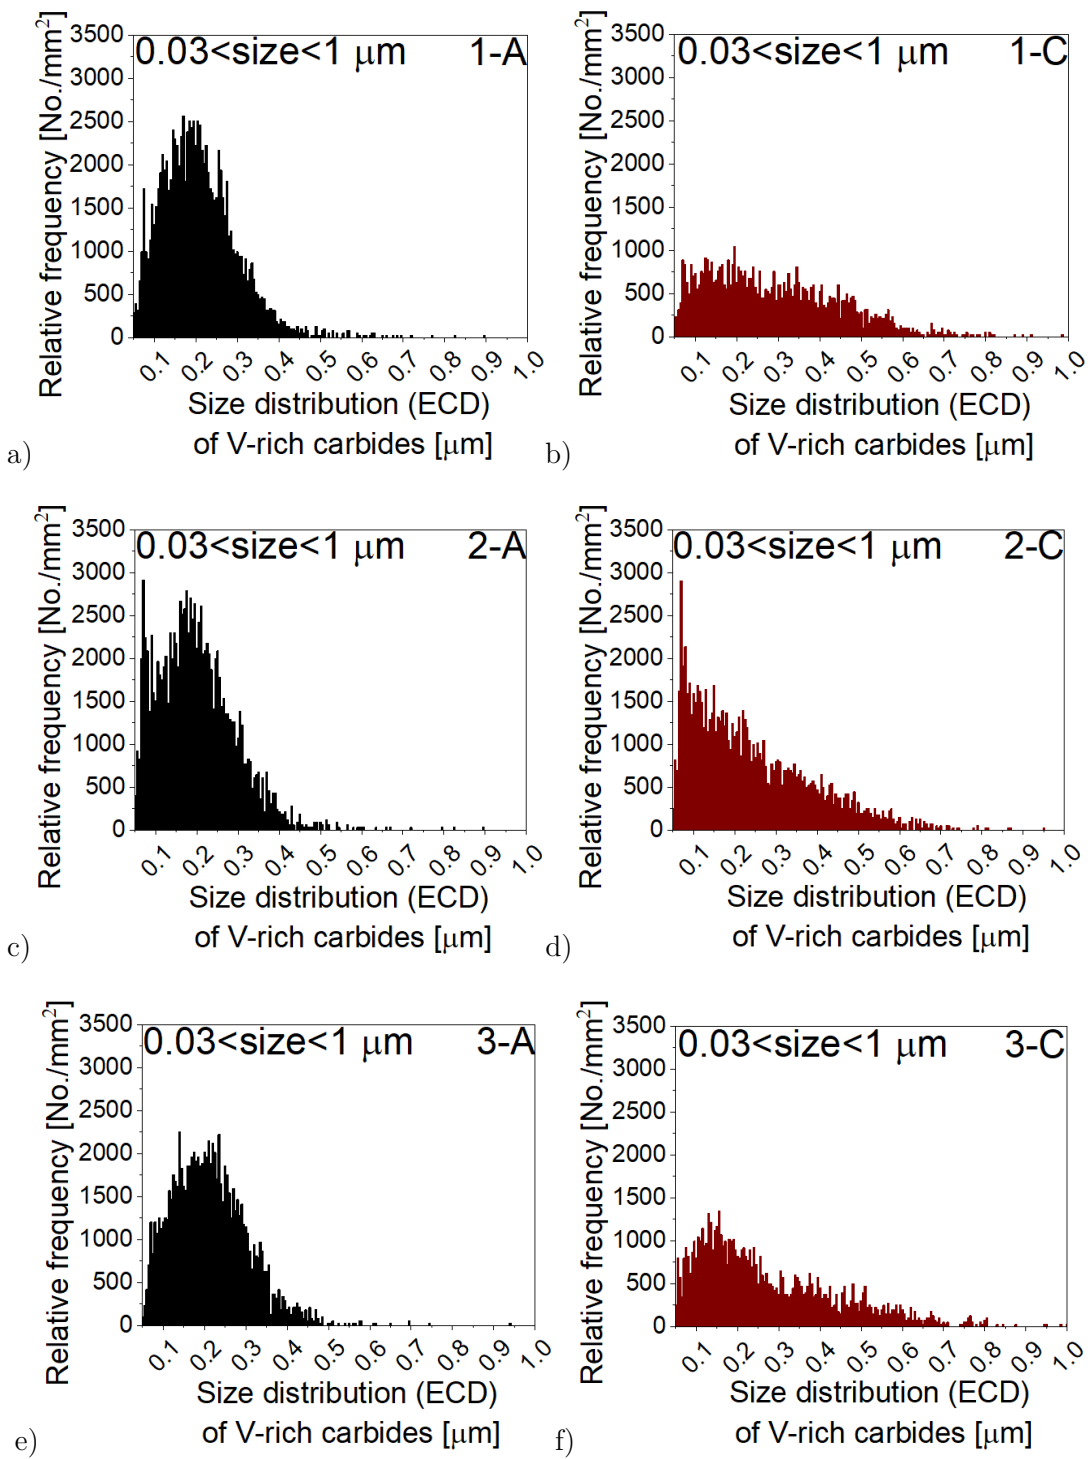 0.03<size<1 μm 1-A
Relative frequency [No./mm²]
3500
3000
2500
2000
1500
1000
500
0
0.1 0.2 0.3 0.4 0.5 0.6 0.7 0.8 0.9 1.0
Size distribution (ECD)
of V-rich carbides [μm]
a)
0.03<size<1 μm 1-C
Relative frequency [No./mm²]
3500
3000
2500
2000
1500
1000
500
0
0.1 0.2 0.3 0.4 0.5 0.6 0.7 0.8 0.9 1.0
Size distribution (ECD)
of V-rich carbides [μm]
b)
0.03<size<1 μm 2-A
Relative frequency [No./mm²]
3500
3000
2500
2000
1500
1000
500
0
0.1 0.2 0.3 0.4 0.5 0.6 0.7 0.8 0.9 1.0
Size distribution (ECD)
of V-rich carbides [μm]
c)
0.03<size<1 μm 2-C
Relative frequency [No./mm²]
3500
3000
2500
2000
1500
1000
500
0
0.1 0.2 0.3 0.4 0.5 0.6 0.7 0.8 0.9 1.0
Size distribution (ECD)
of V-rich carbides [μm]
d)
0.03<size<1 μm 3-A
Relative frequency [No./mm²]
3500
3000
2500
2000
1500
1000
500
0
0.1 0.2 0.3 0.4 0.5 0.6 0.7 0.8 0.9 1.0
Size distribution (ECD)
of V-rich carbides [μm]
e)
0.03<size<1 μm 3-C
Relative frequency [No./mm²]
3500
3000
2500
2000
1500
1000
500
0
0.1 0.2 0.3 0.4 0.5 0.6 0.7 0.8 0.9 1.0
Size distribution (ECD)
of V-rich carbides [μm]
f)